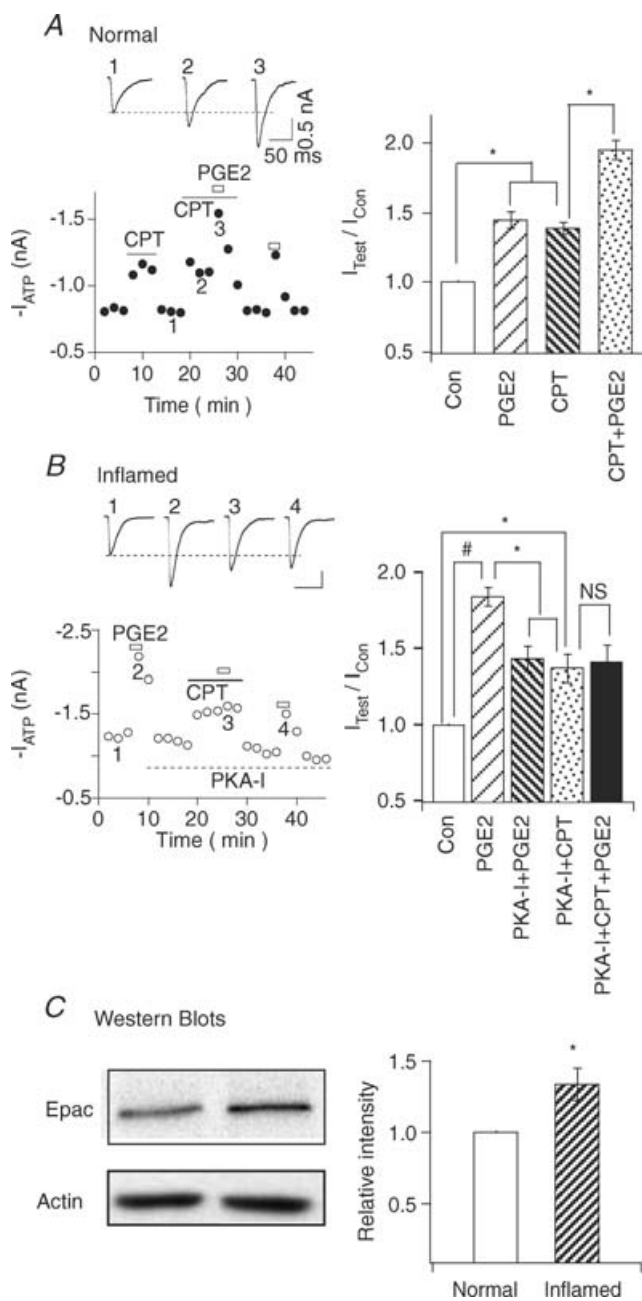 A Normal
1 2 3
0.5 nA
50 ms
PGE2
CPT
CPT
3
2
1
-I_ATP (nA)
-1.5
-1.0
-0.5
0 10 20 30 40
Time ( min )
* *
I_Test / I_Con
2.0
1.5
1.0
0.5
Con
PGE2
CPT
CPT+PGE2
B Inflamed
1 2 3 4
PGE2
2
CPT
3
4
1
PKA-I
-I_ATP (nA)
-2.5
-1.5
-0.5
0 10 20 30 40
Time ( min )
*
# *
NS
I_Test / I_Con
2.0
1.5
1.0
0.5
Con
PGE2
PKA-I+PGE2
PKA-I+CPT
PKA-I+CPT+PGE2
C Western Blots
Epac
Actin
*
Relative intensity
1.5
1.0
0.5
Normal Inflamed